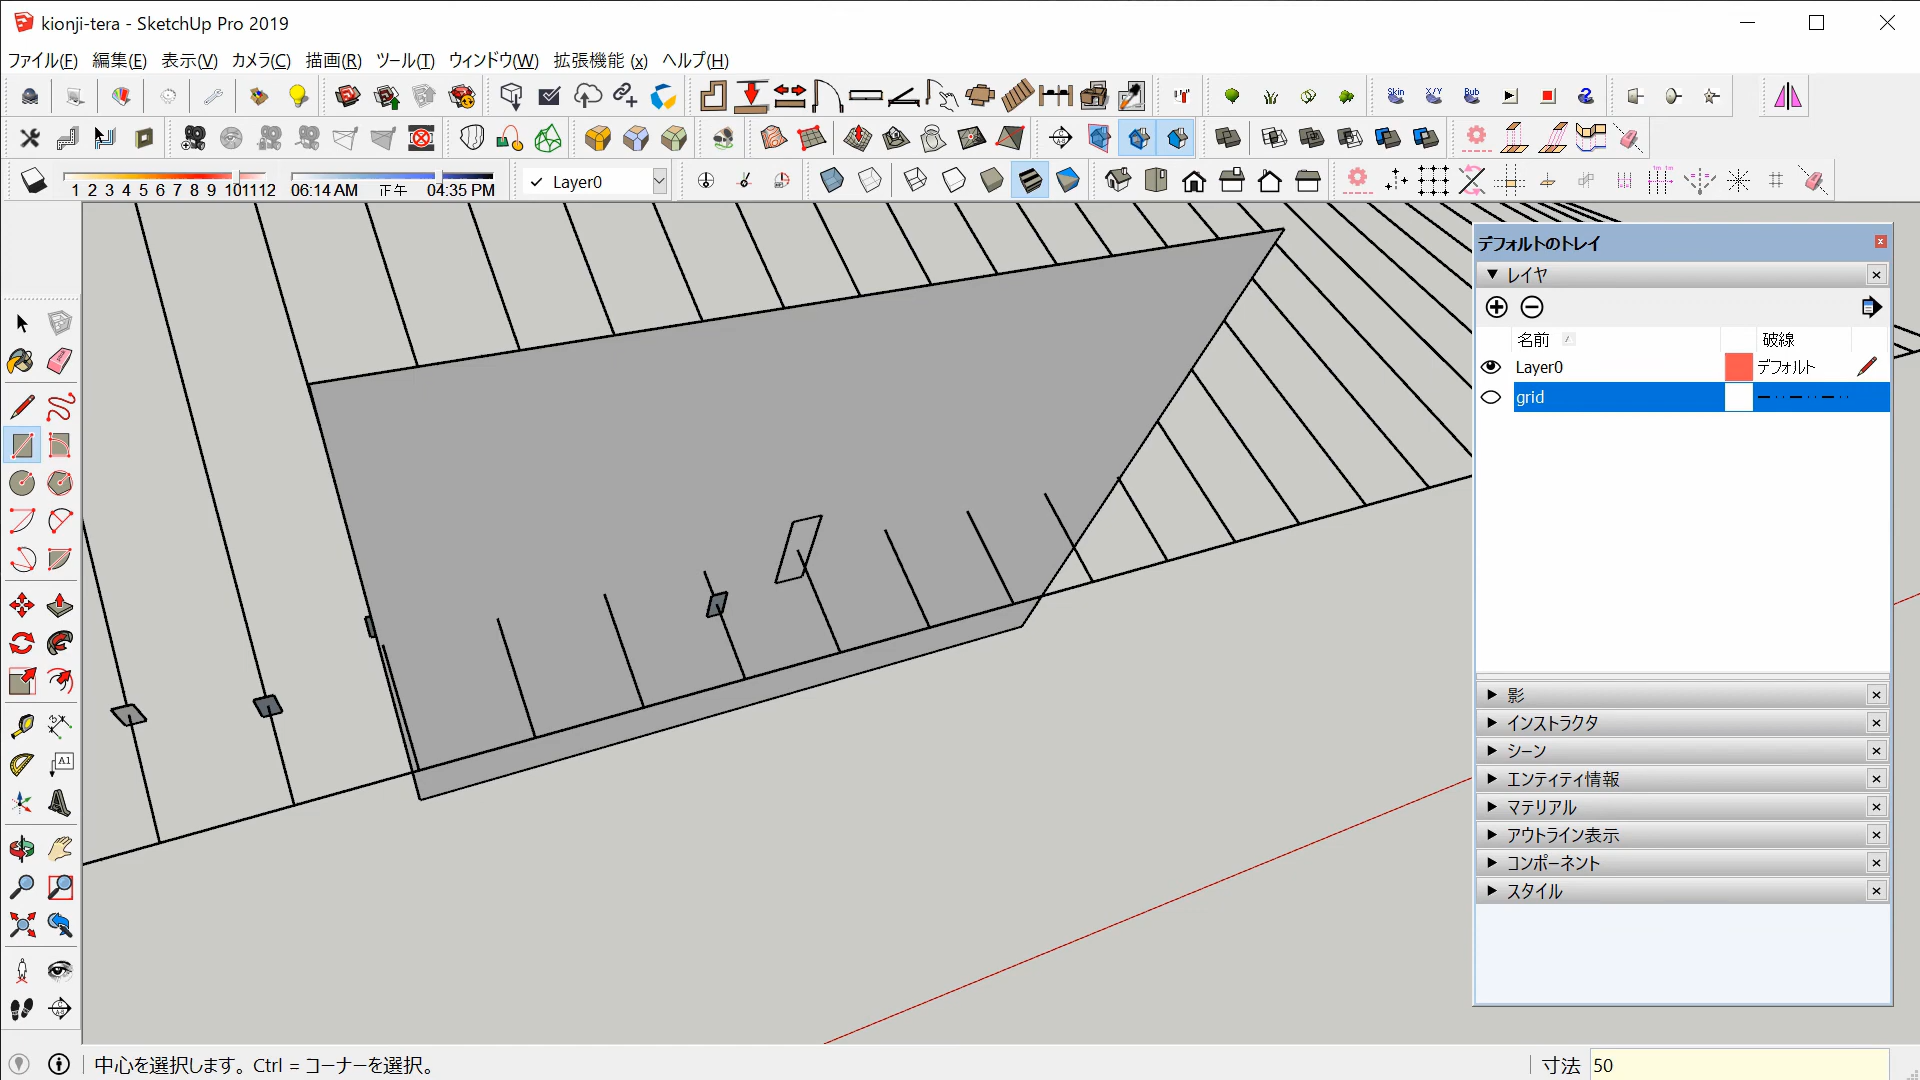 kionji-tera - SketchUp Pro 2019
ファイル(F) 編集(E) 表示(V) カメラ(C) 描画(R) ツール(T) ウィンドウ(W) 拡張機能 (x) ヘルプ(H)
Skin X/Y Bub
1 2 3 4 5 6 7 8 9 10 11 12
06:14 AM 正午 04:35 PM
Layer0
デフォルトのトレイ
レイヤ
名前 破線
Layer0 デフォルト
grid
影
インストラクタ
シーン
エンティティ情報
マテリアル
アウトライン表示
コンポーネント
スタイル
A1
中心を選択します。Ctrl = コーナーを選択。
寸法 50